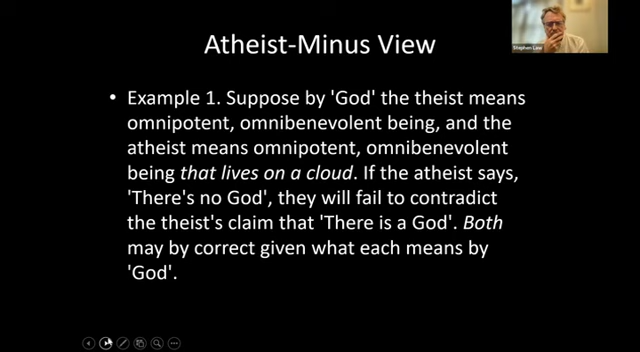 Stephen Law
Atheist-Minus View
• Example 1. Suppose by 'God' the theist means
omnipotent, omnibenevolent being, and the
atheist means omnipotent, omnibenevolent
being that lives on a cloud. If the atheist says,
'There's no God', they will fail to contradict
the theist's claim that 'There is a God'. Both
may by correct given what each means by
'God'.